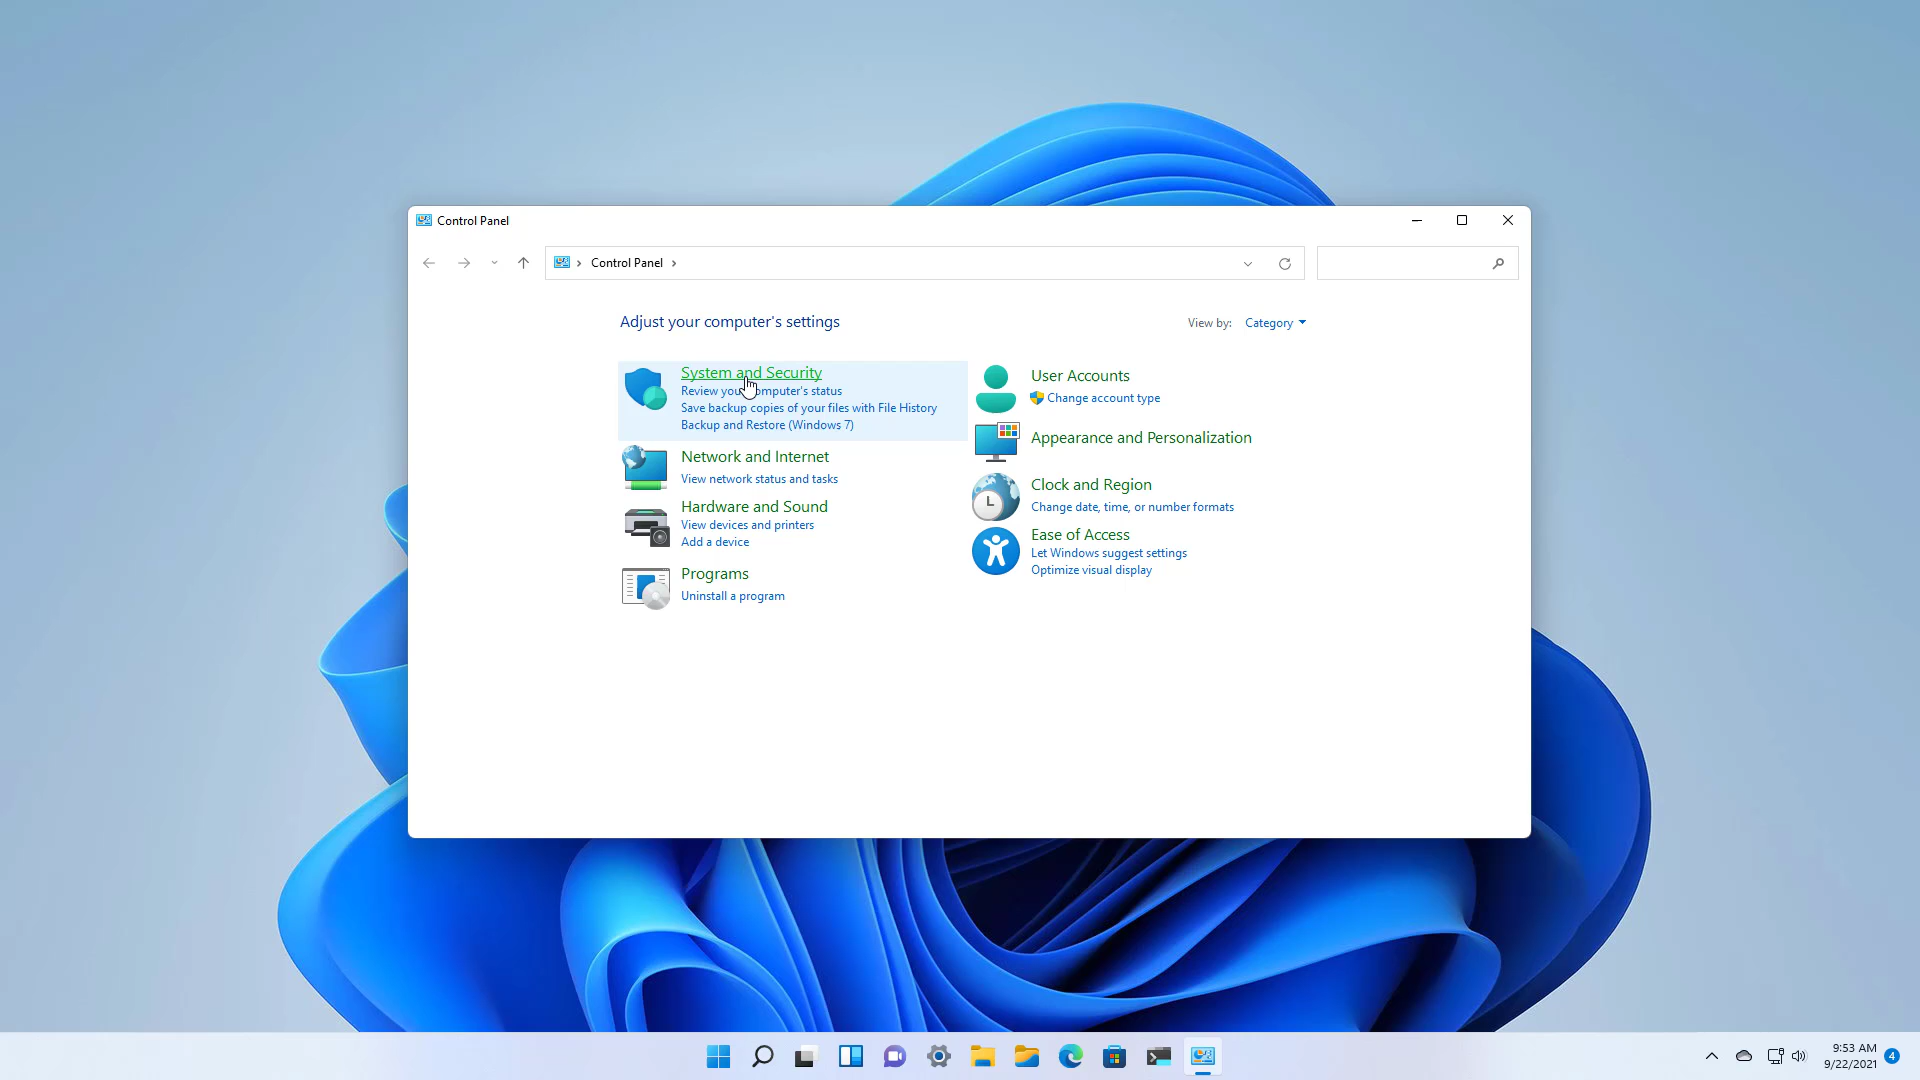 Control Panel
Control Panel
Adjust your computer's settings
View by: Category
System and Security
Review your computer's status
Save backup copies of your files with File History
Backup and Restore (Windows 7)
Network and Internet
View network status and tasks
Hardware and Sound
View devices and printers
Add a device
Programs
Uninstall a program
User Accounts
Change account type
Appearance and Personalization
Clock and Region
Change date, time, or number formats
Ease of Access
Let Windows suggest settings
Optimize visual display
9:53 AM
9/22/2021
4